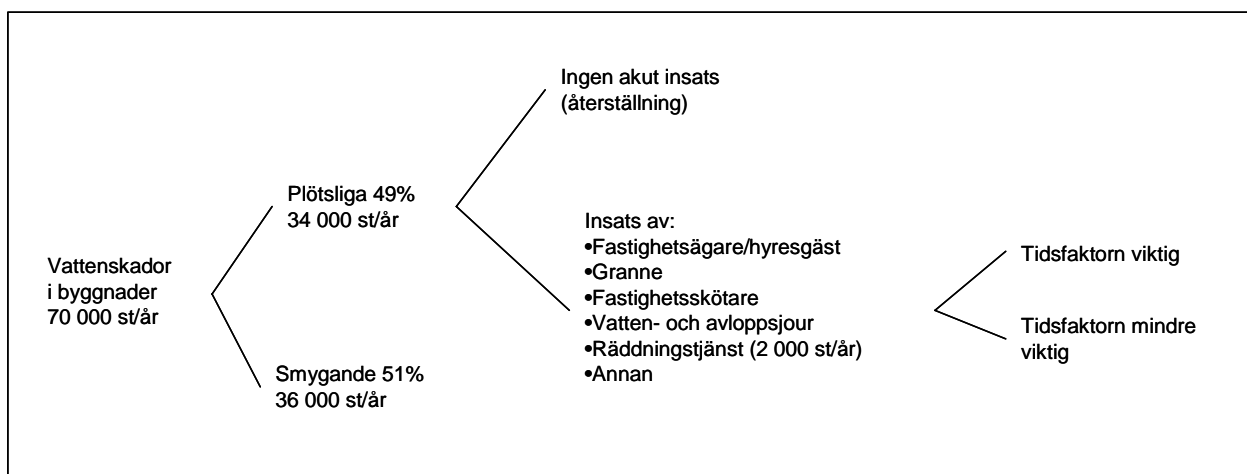 Vattenskador
i byggnader
70 000 st/år
Plötsliga 49%
34 000 st/år
Smygande 51%
36 000 st/år
Ingen akut insats
(återställning)
Insats av:
•Fastighetsägare/hyresgäst
•Granne
•Fastighetsskötare
•Vatten- och avloppsjour
•Räddningstjänst (2 000 st/år)
•Annan
Tidsfaktorn viktig
Tidsfaktorn mindre
viktig